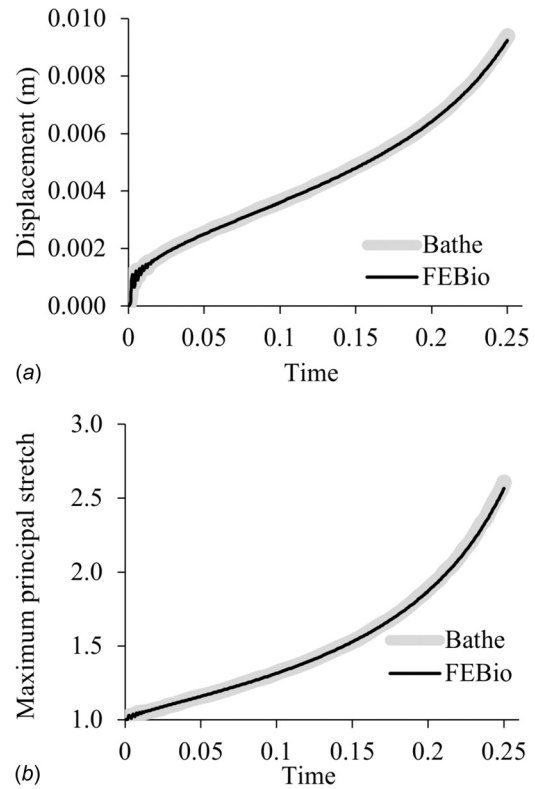 0.010
0.008
0.006
0.004
0.002
0.000
Displacement (m)
Bathe
FEBio
0 0.05 0.1 0.15 0.2 0.25
Time
(a)
3.0
2.5
2.0
1.5
1.0
Maximum principal stretch
Bathe
FEBio
0 0.05 0.1 0.15 0.2 0.25
Time
(b)